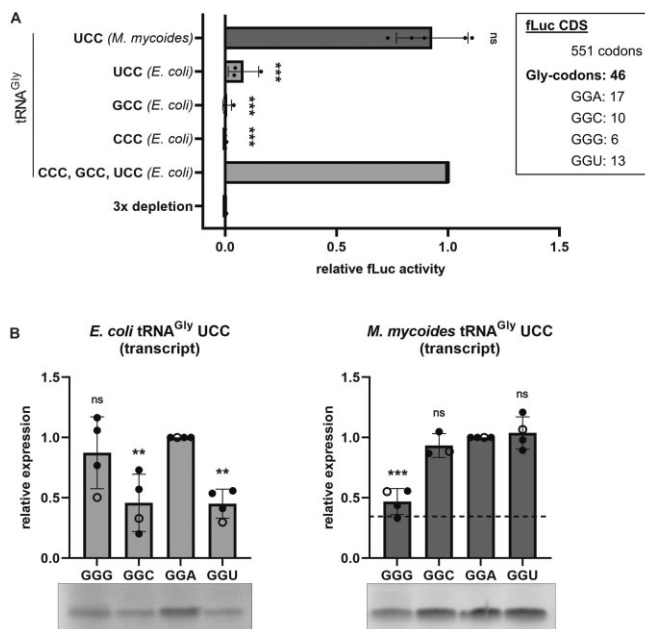 A
tRNAGly
UCC (M. mycoides)
ns
UCC (E. coli)
***
GCC (E. coli)
***
CCC (E. coli)
***
CCC, GCC, UCC (E. coli)
3x depletion
0.0 0.5 1.0 1.5
relative fLuc activity
fLuc CDS
551 codons
Gly-codons: 46
GGA: 17
GGC: 10
GGG: 6
GGU: 13
B
E. coli tRNAGly UCC
(transcript)
relative expression
1.5
1.0
0.5
0.0
ns
**
**
GGG GGC GGA GGU
M. mycoides tRNAGly UCC
(transcript)
relative expression
1.5
1.0
0.5
0.0
***
ns
ns
GGG GGC GGA GGU